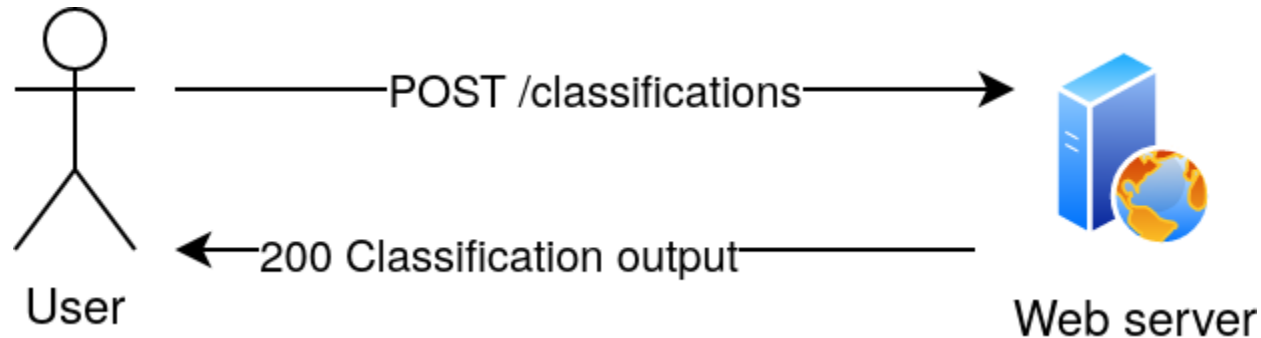 POST /classifications
200 Classification output
User
Web server